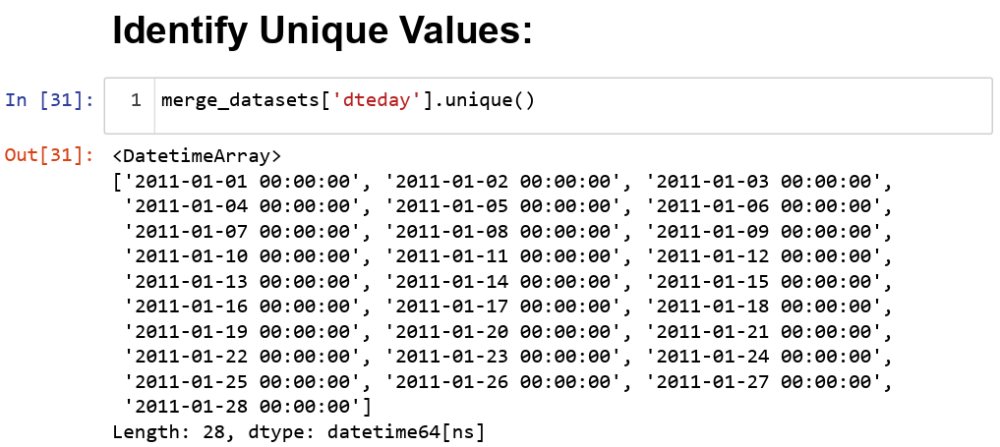 Identify Unique Values:
In [31]: 1 merge_datasets['dteday'].unique()
Out[31]: <DatetimeArray>
['2011-01-01 00:00:00', '2011-01-02 00:00:00', '2011-01-03 00:00:00',
'2011-01-04 00:00:00', '2011-01-05 00:00:00', '2011-01-06 00:00:00',
'2011-01-07 00:00:00', '2011-01-08 00:00:00', '2011-01-09 00:00:00',
'2011-01-10 00:00:00', '2011-01-11 00:00:00', '2011-01-12 00:00:00',
'2011-01-13 00:00:00', '2011-01-14 00:00:00', '2011-01-15 00:00:00',
'2011-01-16 00:00:00', '2011-01-17 00:00:00', '2011-01-18 00:00:00',
'2011-01-19 00:00:00', '2011-01-20 00:00:00', '2011-01-21 00:00:00',
'2011-01-22 00:00:00', '2011-01-23 00:00:00', '2011-01-24 00:00:00',
'2011-01-25 00:00:00', '2011-01-26 00:00:00', '2011-01-27 00:00:00',
'2011-01-28 00:00:00']
Length: 28, dtype: datetime64[ns]